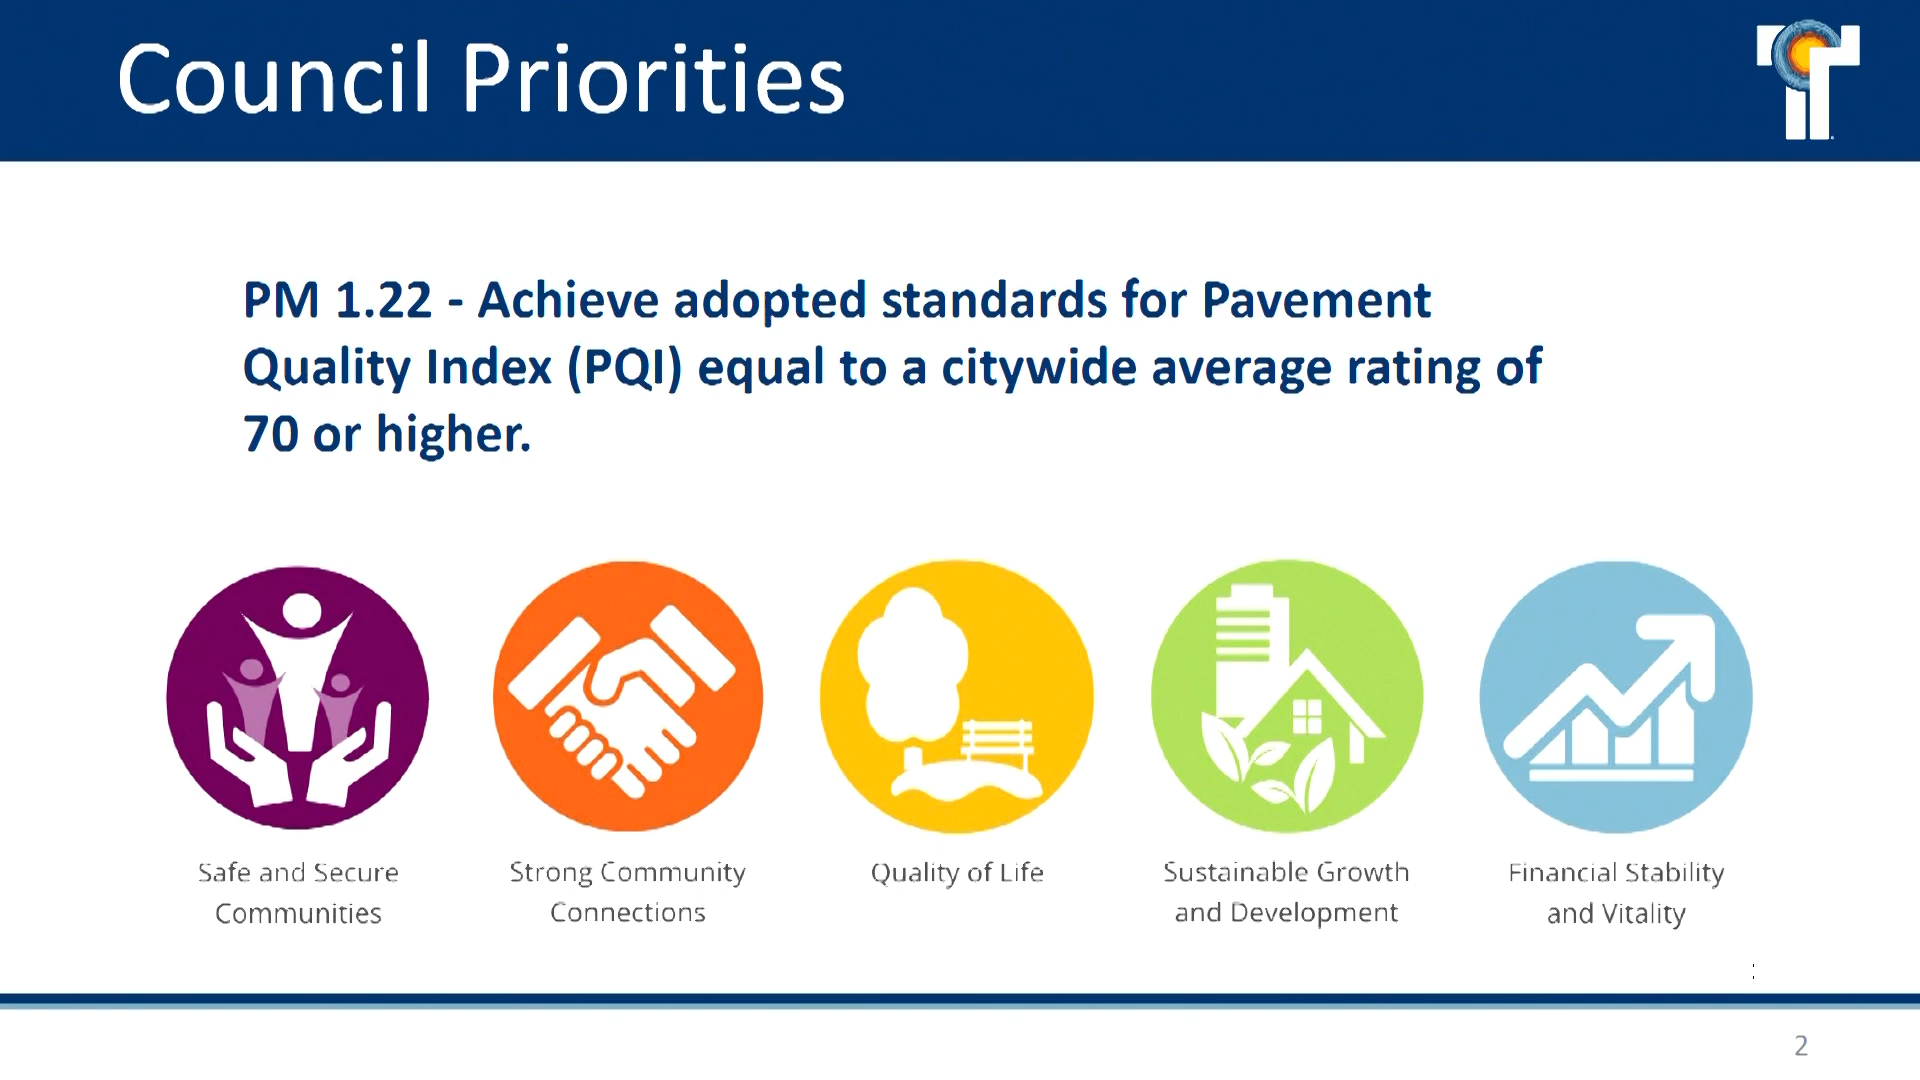 Council Priorities
PM 1.22 - Achieve adopted standards for Pavement
Quality Index (PQI) equal to a citywide average rating of
70 or higher.
Safe and Secure
Communities
Strong Community
Connections
Quality of Life
Sustainable Growth
and Development
Financial Stability
and Vitality
2